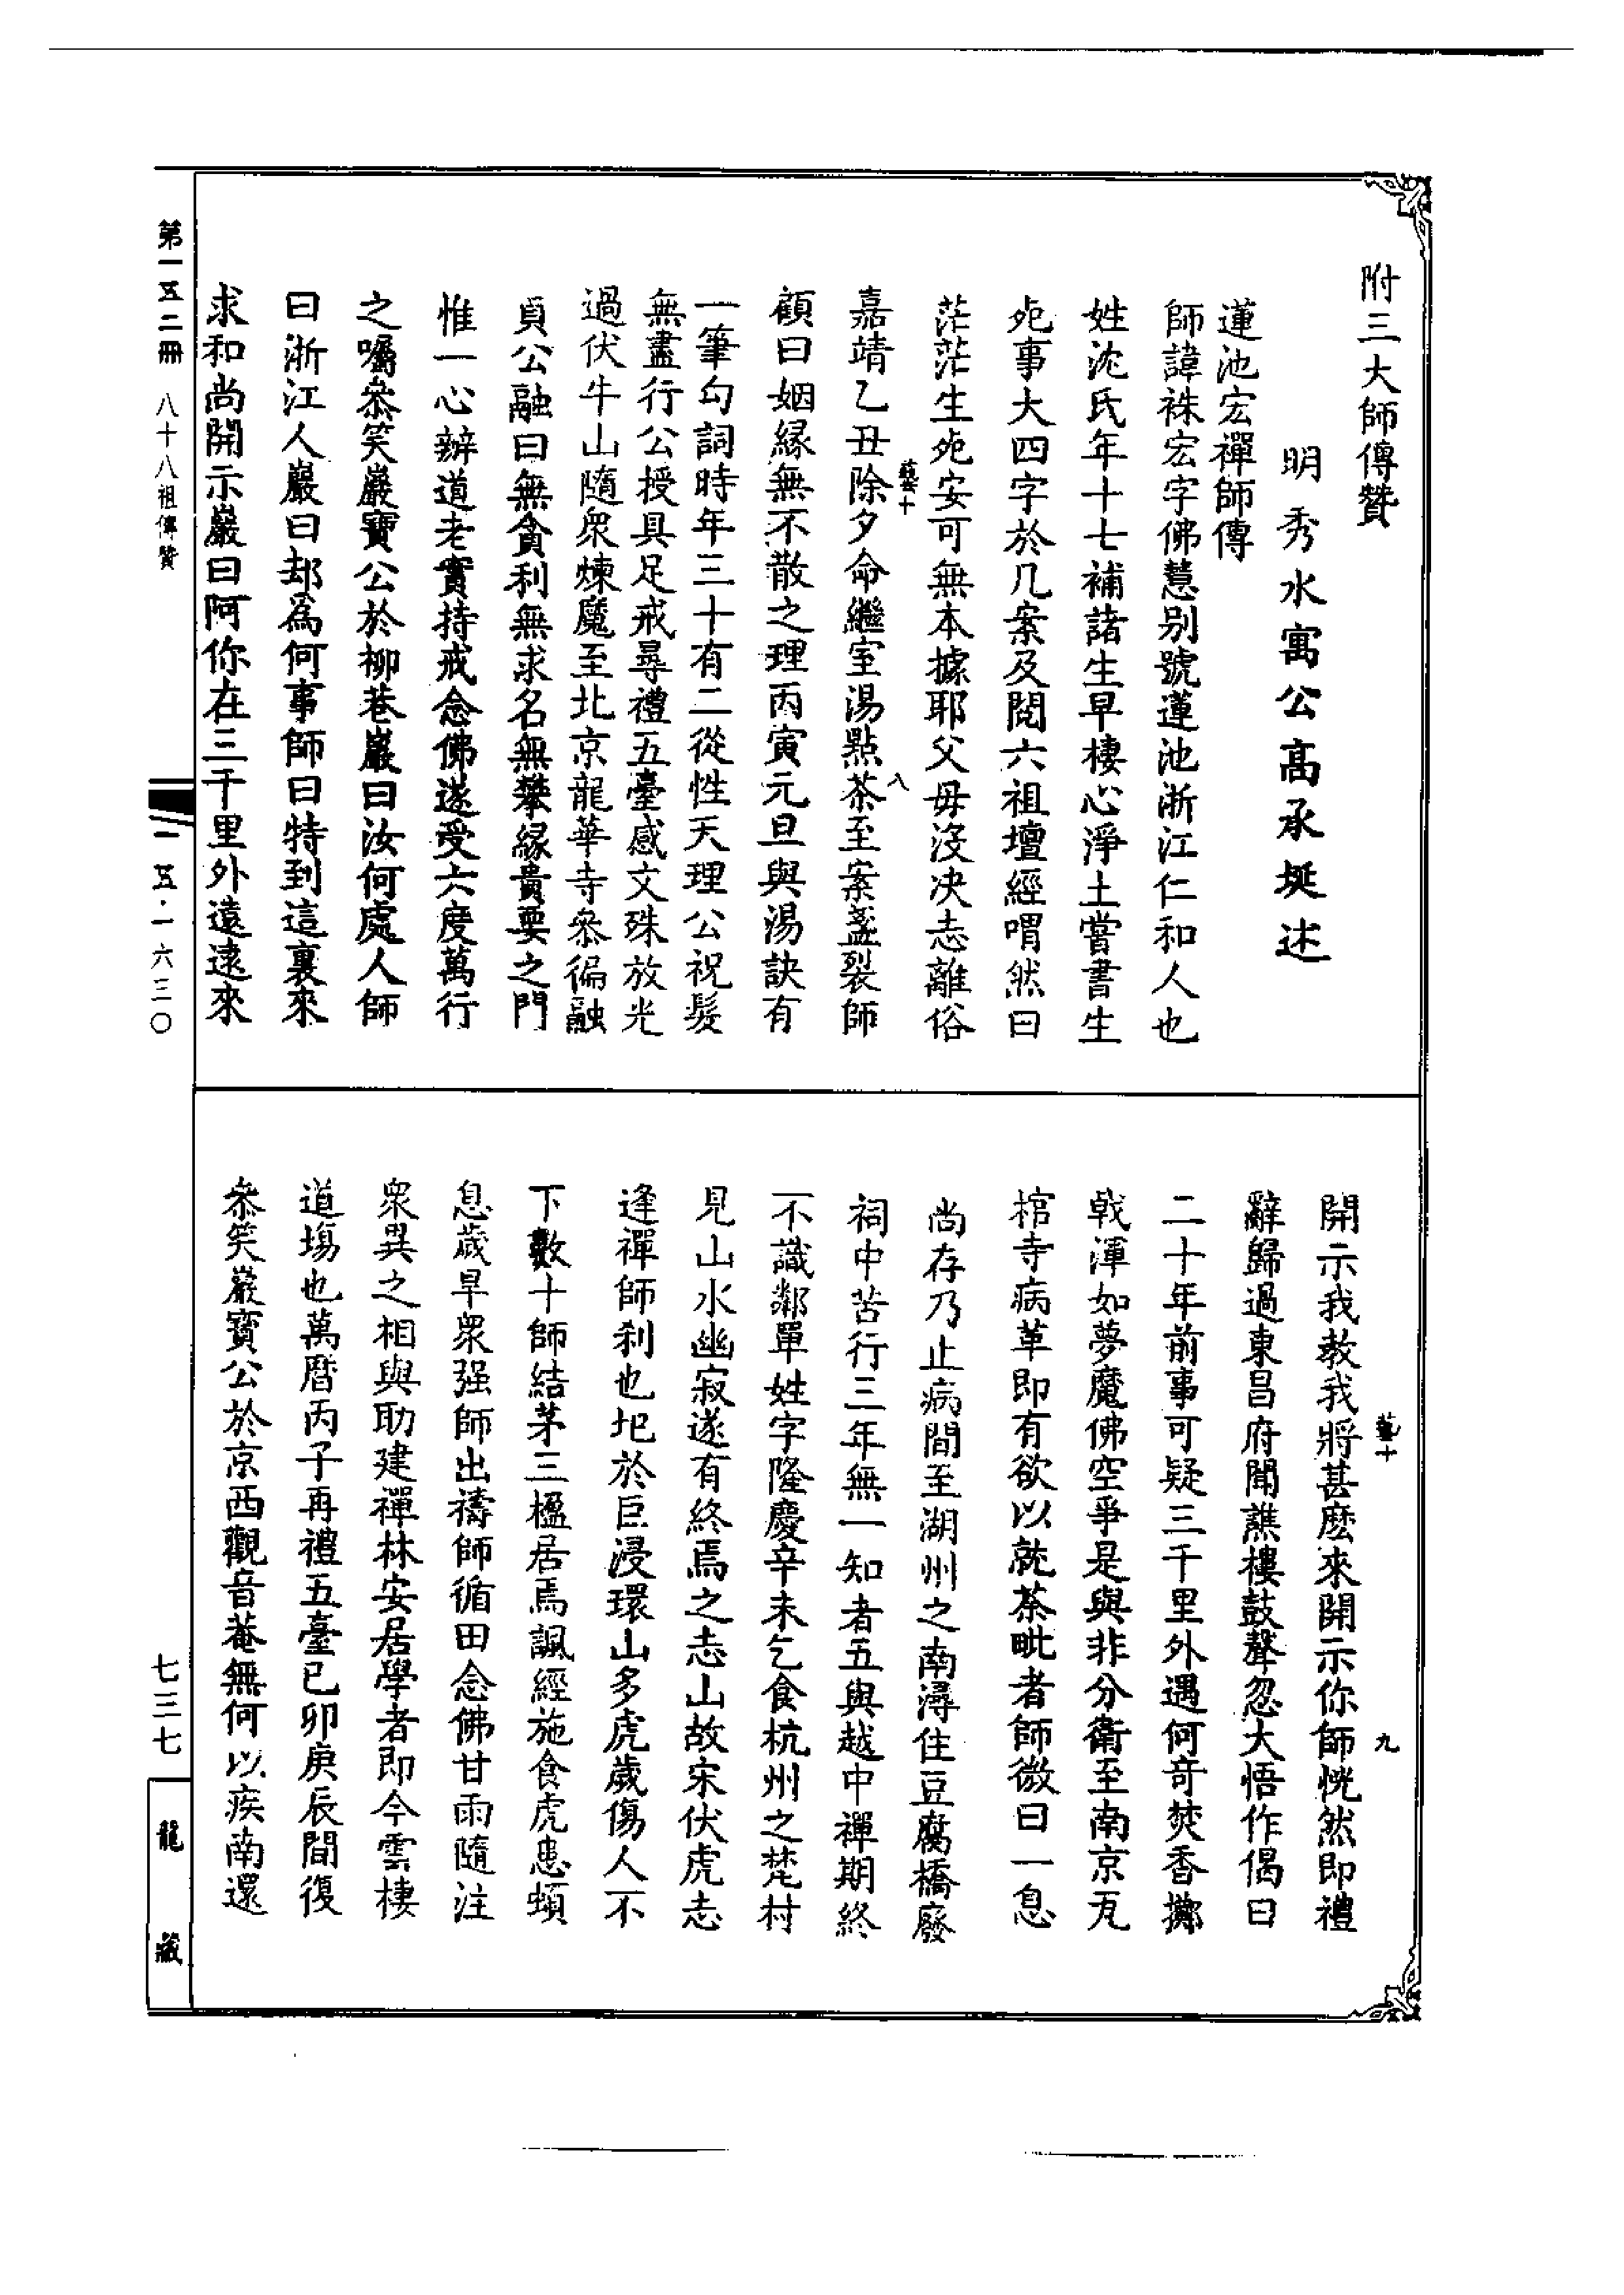 附三大師傳贊
明秀水寓公高承埏述
蓮池宏禪師傳
師諱袾宏字佛慧别號蓮池浙江仁和人也
姓沈氏年十七補諸生早棲心淨土嘗書生
死事大四字於几案及閱六祖壇經喟然曰
茫茫生死安可無本據耶父毋沒决志離俗
藝十
八
嘉靖乙丑除夕命繼室湯點茶至案盞裂師
顧曰姻緣無不散之理丙寅元旦與湯訣有
一筆勾詞時年三十有二從性天理公祝髮
無盡行公授具足戒尋禮五臺感文殊放光
過伏牛山隨衆煉魔至北京龍華寺叅徧融
貞公融曰無貪利無求名無攀緣貴要之門
惟一心辦道老實持戒念佛遂受六度萬行
之囑叅笑巖寶公於柳巷巖曰汝何處人師
曰浙江人巖曰却爲何事師曰特到這裏來
求和尚開示巖曰阿你在三千里外遠遠來
藝十
九
開示我教我將甚麽來開示你師恍然即禮
辭歸過東昌府聞譙樓鼓聲忽大悟作偈曰
二十年前事可疑三千里外遇何竒焚香擲
戟渾如夢魔佛空爭是與非分衛至南京瓦
棺寺病革即有欲以就荼毗者師微曰一息
尚存乃止病間至湖州之南潯住豆腐橋廢
祠中苦行三年無一知者五與越中禪期終
不識鄰單姓字隆慶辛未乞食杭州之梵村
見山水幽寂遂有終焉之志山故宋伏虎志
逢禪師刹也圯於巨浸環山多虎歲傷人不
下數十師結茅三楹居焉諷經施食虎患頓
息歲旱衆强師出禱師循田念佛甘雨隨注
衆異之相與助建禪林安居學者即今雲棲
道場也萬曆丙子再禮五臺已卯庚辰間復
叅笑巖寶公於京西觀音菴無何以疾南還
第一五二冊
八十八祖傳贊
一五·一六三〇
七三七
龍藏